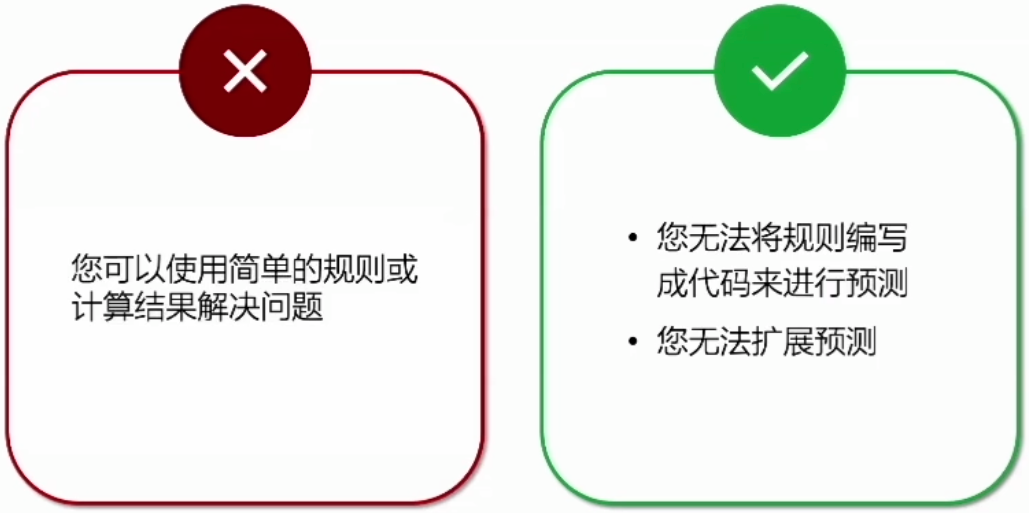 您可以使用简单的规则或
计算结果解决问题
• 您无法将规则编写
成代码来进行预测
• 您无法扩展预测